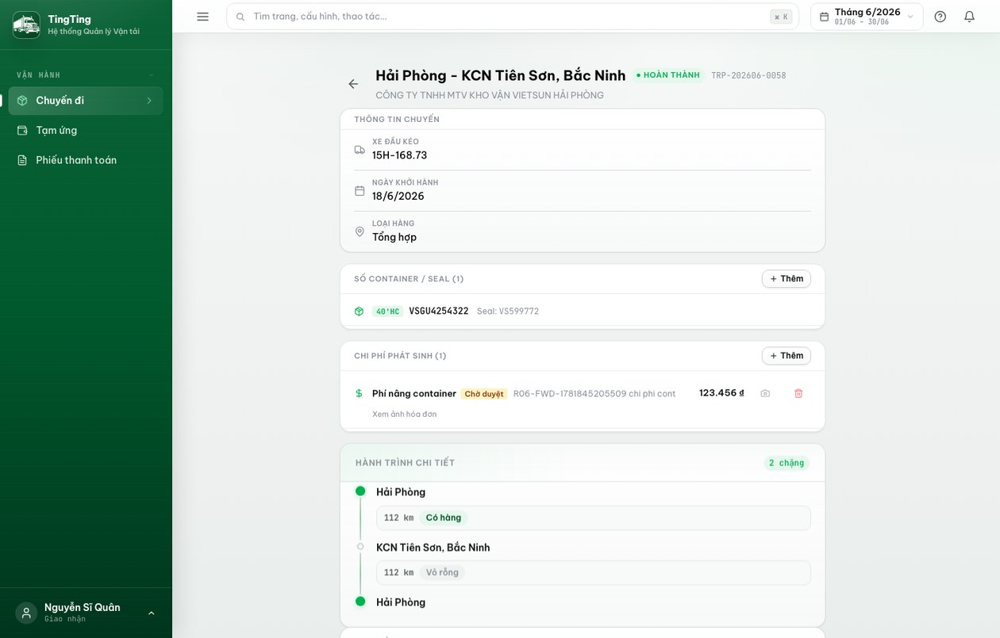 TingTing
Hệ thống Quản lý Vận tải
VẬN HÀNH
Chuyến đi
Tạm ứng
Phiếu thanh toán
Nguyễn Sĩ Quân
Giao nhận
Tìm trang, cấu hình, thao tác...
⌘ K
Tháng 6/2026
01/06 – 30/06
Hải Phòng - KCN Tiên Sơn, Bắc Ninh
HOÀN THÀNH
TRP-202606-0058
CÔNG TY TNHH MTV KHO VẬN VIETSUN HẢI PHÒNG
THÔNG TIN CHUYẾN
XE ĐẦU KÉO
15H-168.73
NGÀY KHỞI HÀNH
18/6/2026
LOẠI HÀNG
Tổng hợp
SỐ CONTAINER / SEAL (1)
+ Thêm
40'HC VSGU4254322 Seal: VS599772
CHI PHÍ PHÁT SINH (1)
+ Thêm
Phí nâng container Chờ duyệt R06-FWD-1781845205509 chi phi cont 123.456 ₫
Xem ảnh hóa đơn
HÀNH TRÌNH CHI TIẾT
2 chặng
Hải Phòng
112 km Có hàng
KCN Tiên Sơn, Bắc Ninh
112 km Vỏ rỗng
Hải Phòng